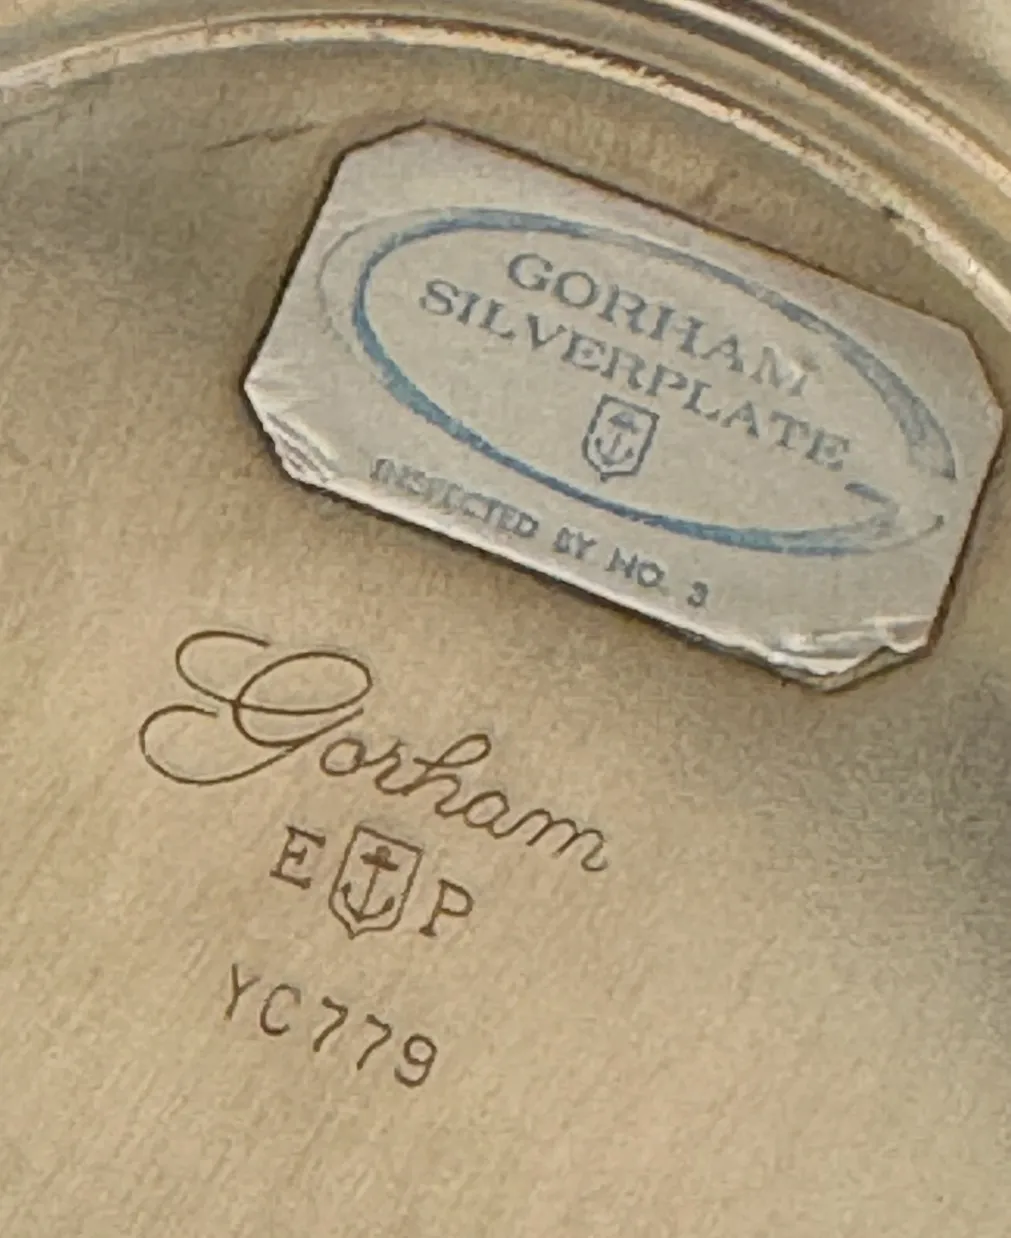 GORHAM
SILVERPLATE
INSPECTED BY NO. 3
Gorham
E P
YC779